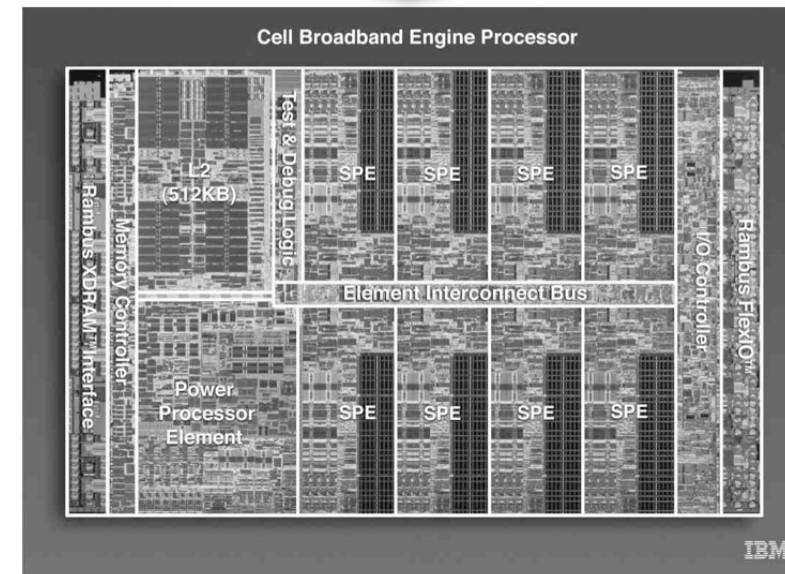 Cell Broadband Engine Processor
Rambus XDRAM™ Interface
Memory Controller
L2
(512KB)
Test & Debug Logic
SPE
SPE
SPE
SPE
I/O Controller
Rambus FlexIO™
Element Interconnect Bus
Power
Processor
Element
SPE
SPE
SPE
SPE
IBM